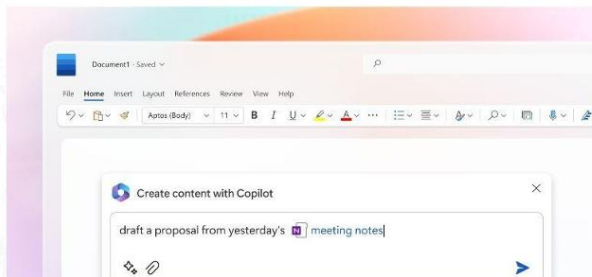 Document1 - Saved
File Home Insert Layout References Review View Help
Aptos (Body) 11 B I U A
Create content with Copilot
draft a proposal from yesterday's N meeting notes